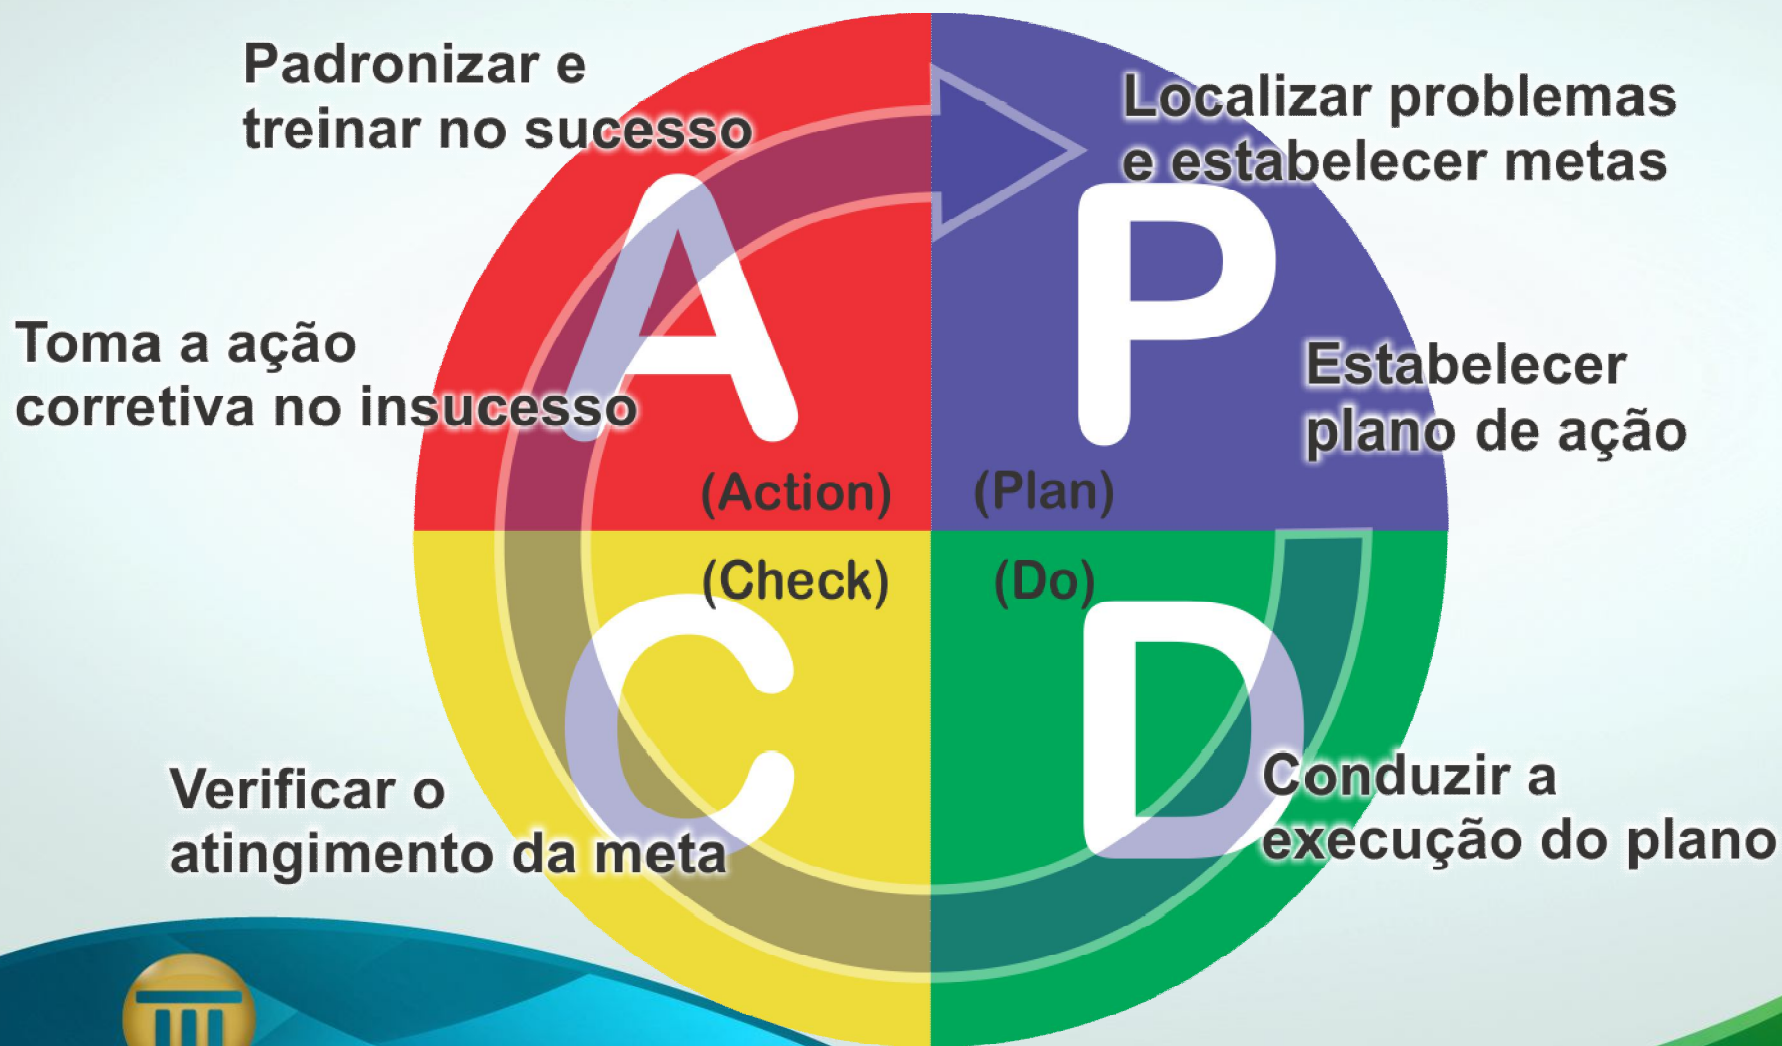 Padronizar e
treinar no sucesso
Localizar problemas
e estabelecer metas
A
P
Toma a ação
corretiva no insucesso
Estabelecer
plano de ação
(Action)
(Plan)
(Check)
(Do)
C
D
Verificar o
atingimento da meta
Conduzir a
execução do plano